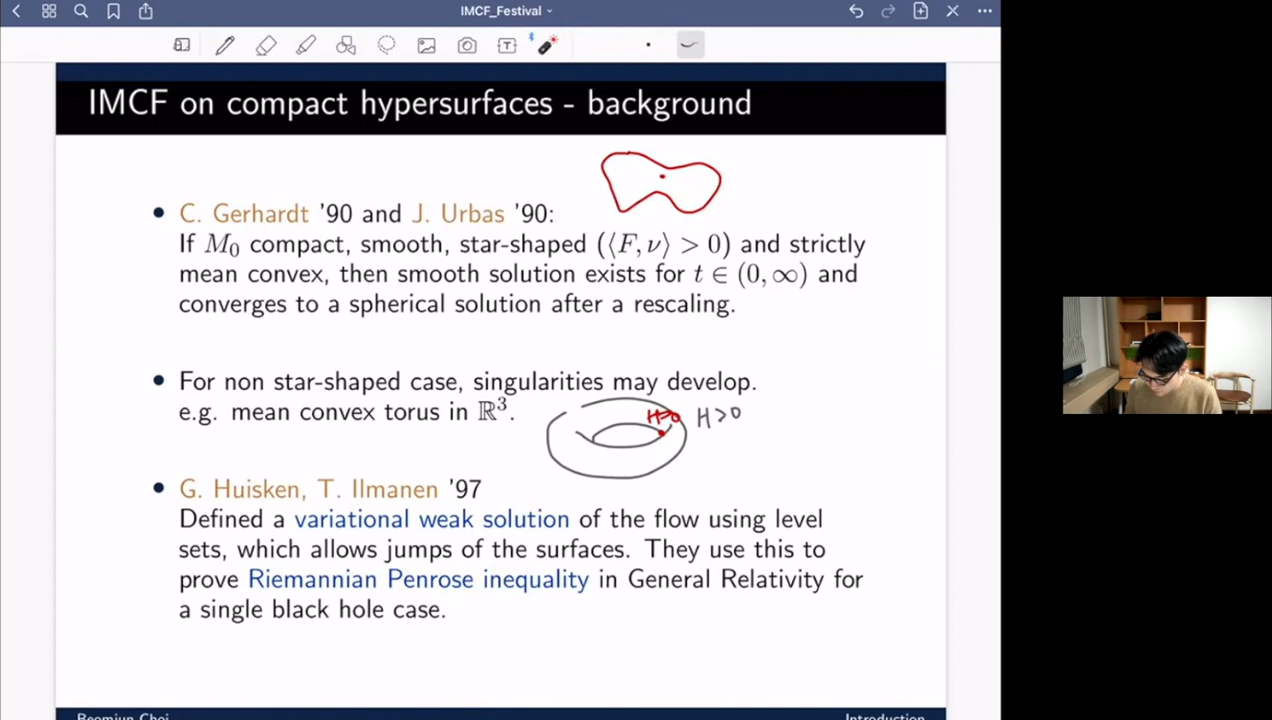 IMCF_Festival
IMCF on compact hypersurfaces - background
• C. Gerhardt '90 and J. Urbas '90:
If M₀ compact, smooth, star-shaped (⟨F, ν⟩ > 0) and strictly
mean convex, then smooth solution exists for t ∈ (0, ∞) and
converges to a spherical solution after a rescaling.
• For non star-shaped case, singularities may develop.
e.g. mean convex torus in ℝ³.
H>0 H>0
• G. Huisken, T. Ilmanen '97
Defined a variational weak solution of the flow using level
sets, which allows jumps of the surfaces. They use this to
prove Riemannian Penrose inequality in General Relativity for
a single black hole case.
Beomjun Choi Introduction